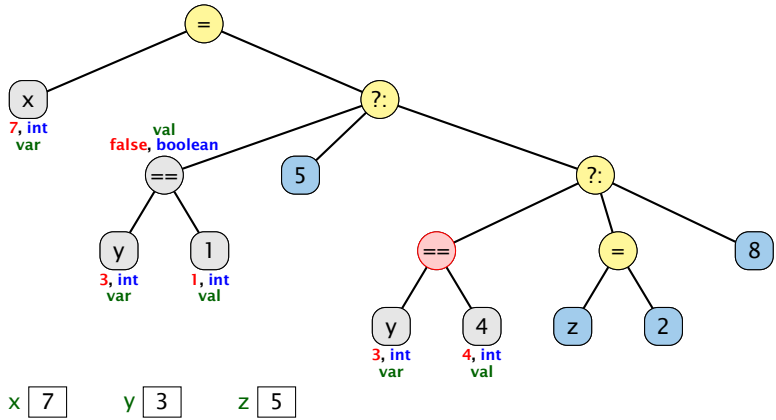 =
x
?:
7, int
var
val
false, boolean
==
5
?:
y
1
==
=
8
3, int
var
1, int
val
y
4
z
2
3, int
var
4, int
val
x 7 y 3 z 5